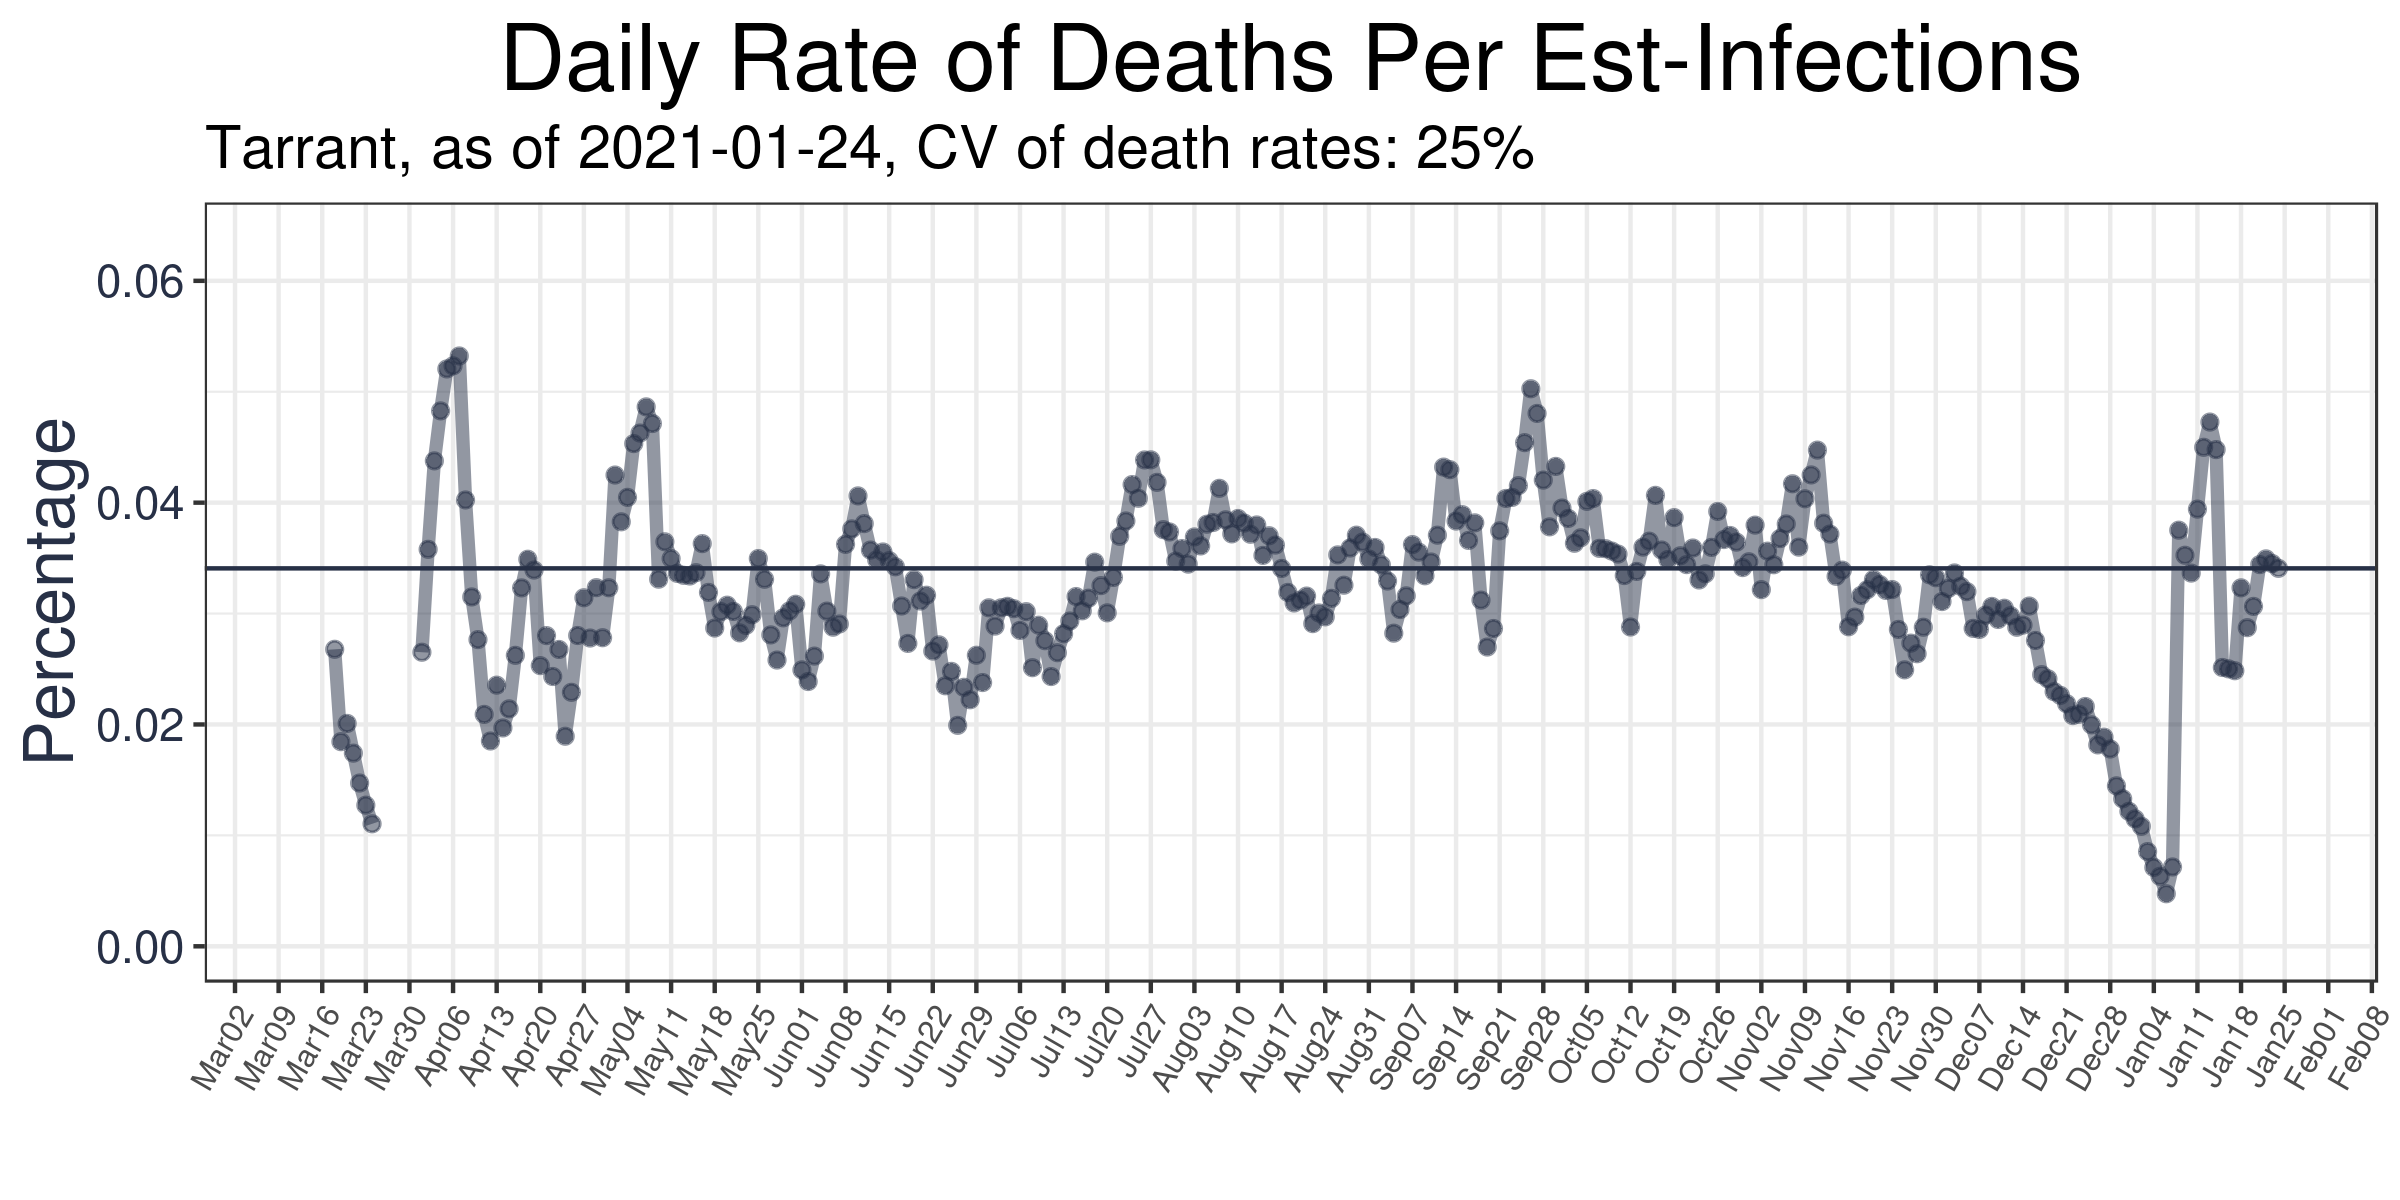 Daily Rate of Deaths Per Est-Infections
Tarrant, as of 2021-01-24, CV of death rates: 25%
Percentage
0.06
0.04
0.02
0.00
Mar02
Mar09
Mar16
Mar23
Mar30
Apr06
Apr13
Apr20
Apr27
May04
May11
May18
May25
Jun01
Jun08
Jun15
Jun22
Jun29
Jul06
Jul13
Jul20
Jul27
Aug03
Aug10
Aug17
Aug24
Aug31
Sep07
Sep14
Sep21
Sep28
Oct05
Oct12
Oct19
Oct26
Nov02
Nov09
Nov16
Nov23
Nov30
Dec07
Dec14
Dec21
Dec28
Jan04
Jan11
Jan18
Jan25
Feb01
Feb08